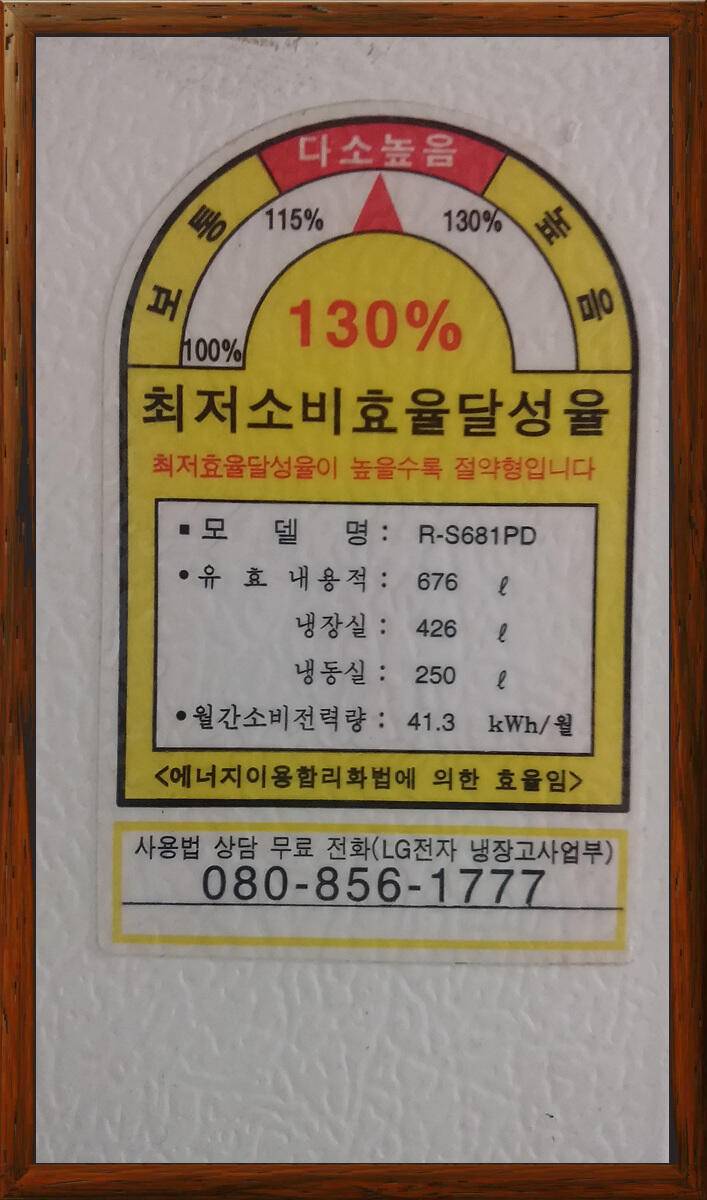 다소높음
보통 115% 130% 높음
100%
130%
최저소비효율달성율
최저효율달성율이 높을수록 절약형입니다
▪ 모 델 명 : R-S681PD
• 유 효 내용적 : 676 ℓ
냉장실 : 426 ℓ
냉동실 : 250 ℓ
• 월간소비전력량 : 41.3 kWh/월
<에너지이용합리화법에 의한 효율임>
사용법 상담 무료 전화(LG전자 냉장고사업부)
080-856-1777